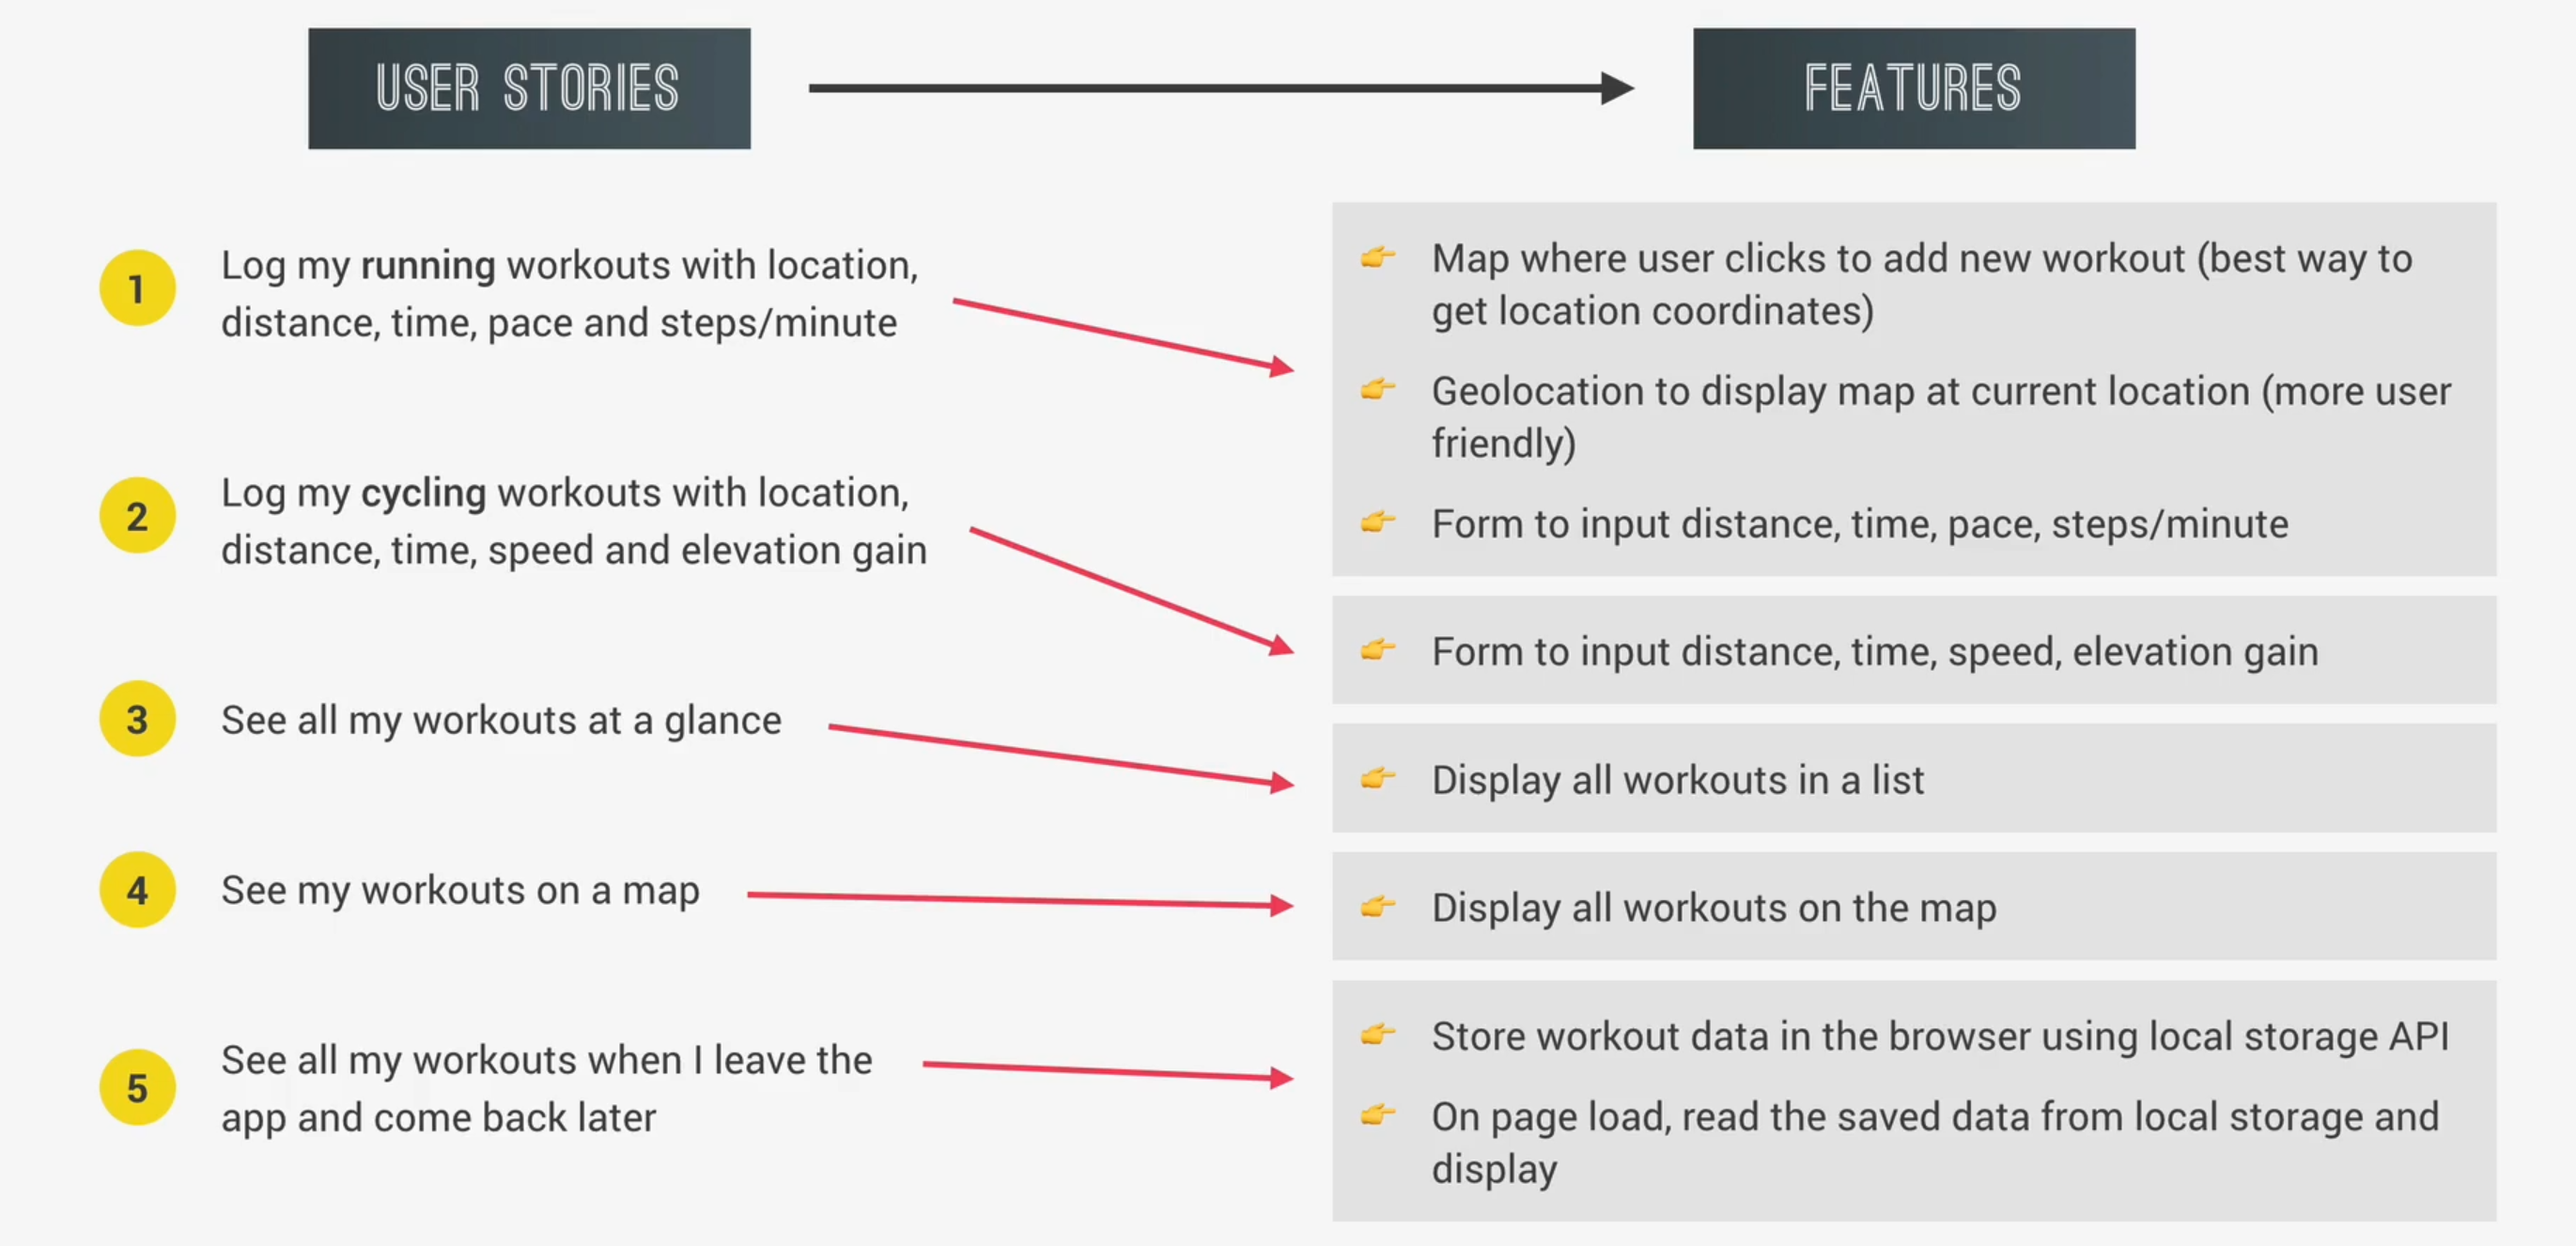 USER STORIES
FEATURES
1
Log my running workouts with location,
distance, time, pace and steps/minute
2
Log my cycling workouts with location,
distance, time, speed and elevation gain
3
See all my workouts at a glance
4
See my workouts on a map
5
See all my workouts when I leave the
app and come back later
Map where user clicks to add new workout (best way to
get location coordinates)
Geolocation to display map at current location (more user
friendly)
Form to input distance, time, pace, steps/minute
Form to input distance, time, speed, elevation gain
Display all workouts in a list
Display all workouts on the map
Store workout data in the browser using local storage API
On page load, read the saved data from local storage and
display